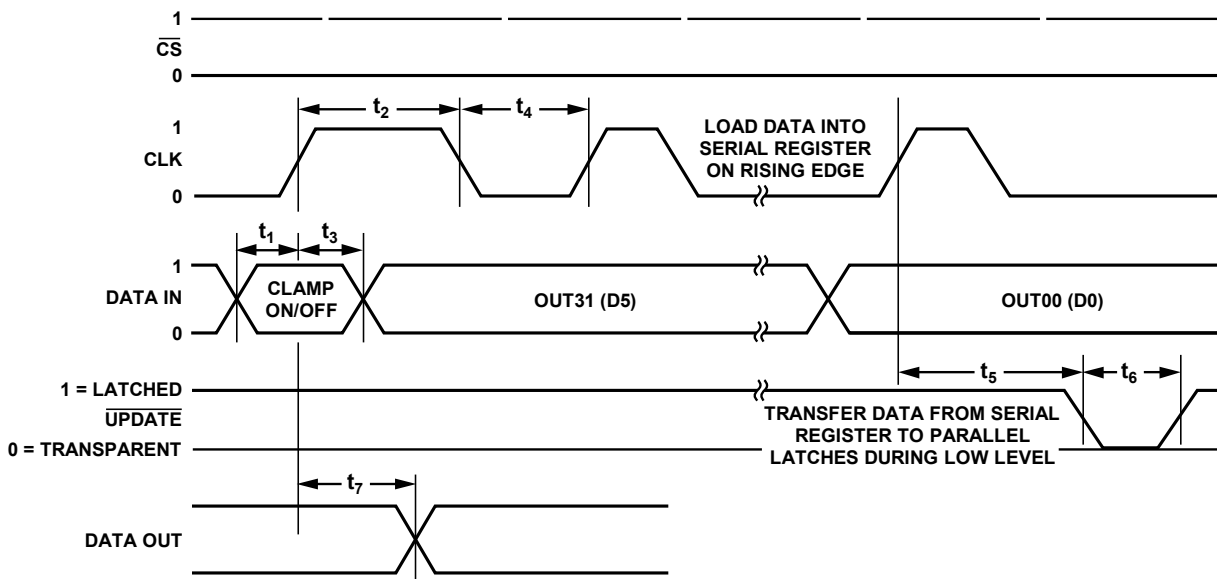 1
CS
0
t2
t4
1
CLK
0
LOAD DATA INTO
SERIAL REGISTER
ON RISING EDGE
t1
t3
1
DATA IN
0
CLAMP
ON/OFF
OUT31 (D5)
OUT00 (D0)
1 = LATCHED
UPDATE
0 = TRANSPARENT
t5
t6
TRANSFER DATA FROM SERIAL
REGISTER TO PARALLEL
LATCHES DURING LOW LEVEL
t7
DATA OUT